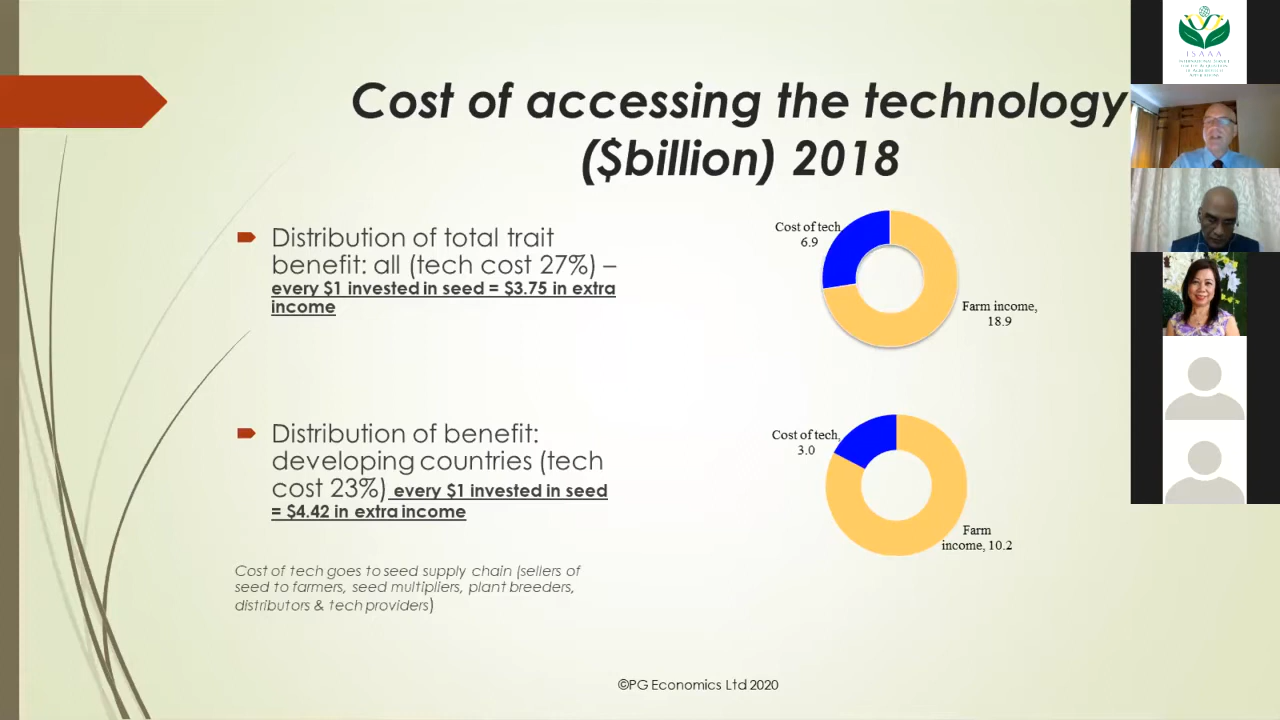 Cost of accessing the technology
($billion) 2018
Distribution of total trait
benefit: all (tech cost 27%) –
every $1 invested in seed = $3.75 in extra
income
Cost of tech
6.9
Farm income,
18.9
Distribution of benefit:
developing countries (tech
cost 23%) every $1 invested in seed
= $4.42 in extra income
Cost of tech,
3.0
Farm
income, 10.2
Cost of tech goes to seed supply chain (sellers of
seed to farmers, seed multipliers, plant breeders,
distributors & tech providers)
©PG Economics Ltd 2020
ISAAA